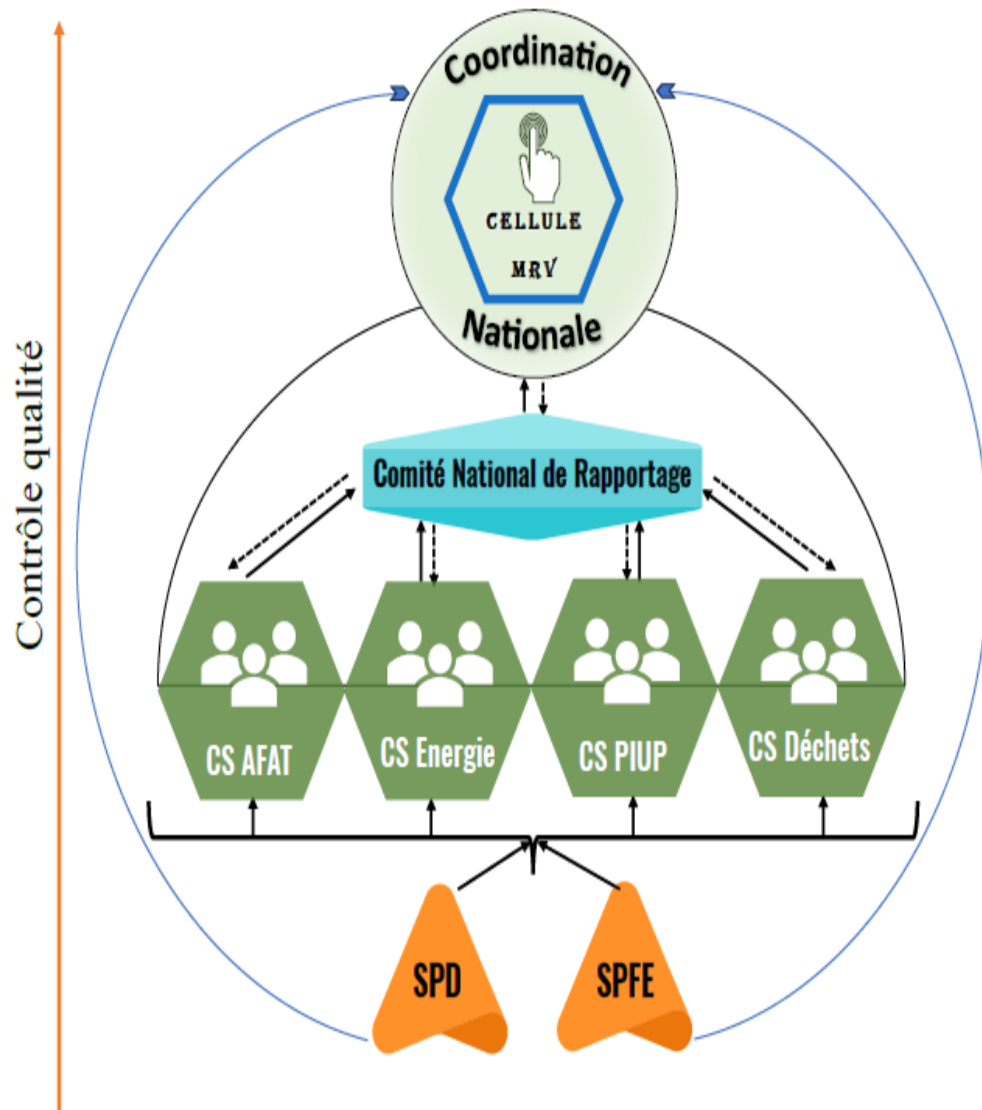 Contrôle qualité
Coordination
CELLULE
MRV
Nationale
Comité National de Rapportage
CS AFAT
CS Energie
CS PIUP
CS Déchets
SPD
SPFE